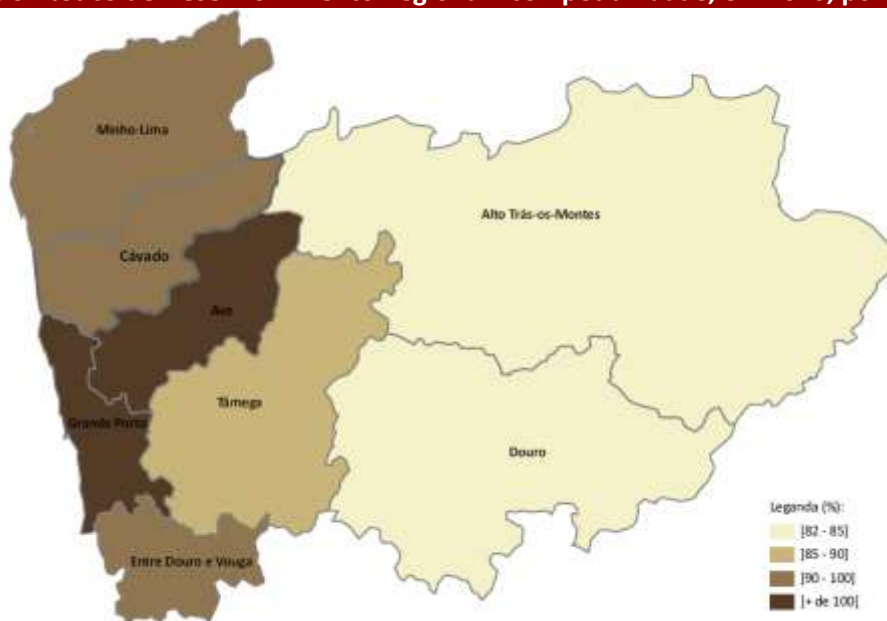 Minho-Lima
Alto Trás-os-Montes
Cávado
Ave
Tâmega
Grande Porto
Douro
Entre Douro e Vouga
Leganda (%):
]82 - 85]
]85 - 90]
]90 - 100]
]+ de 100[